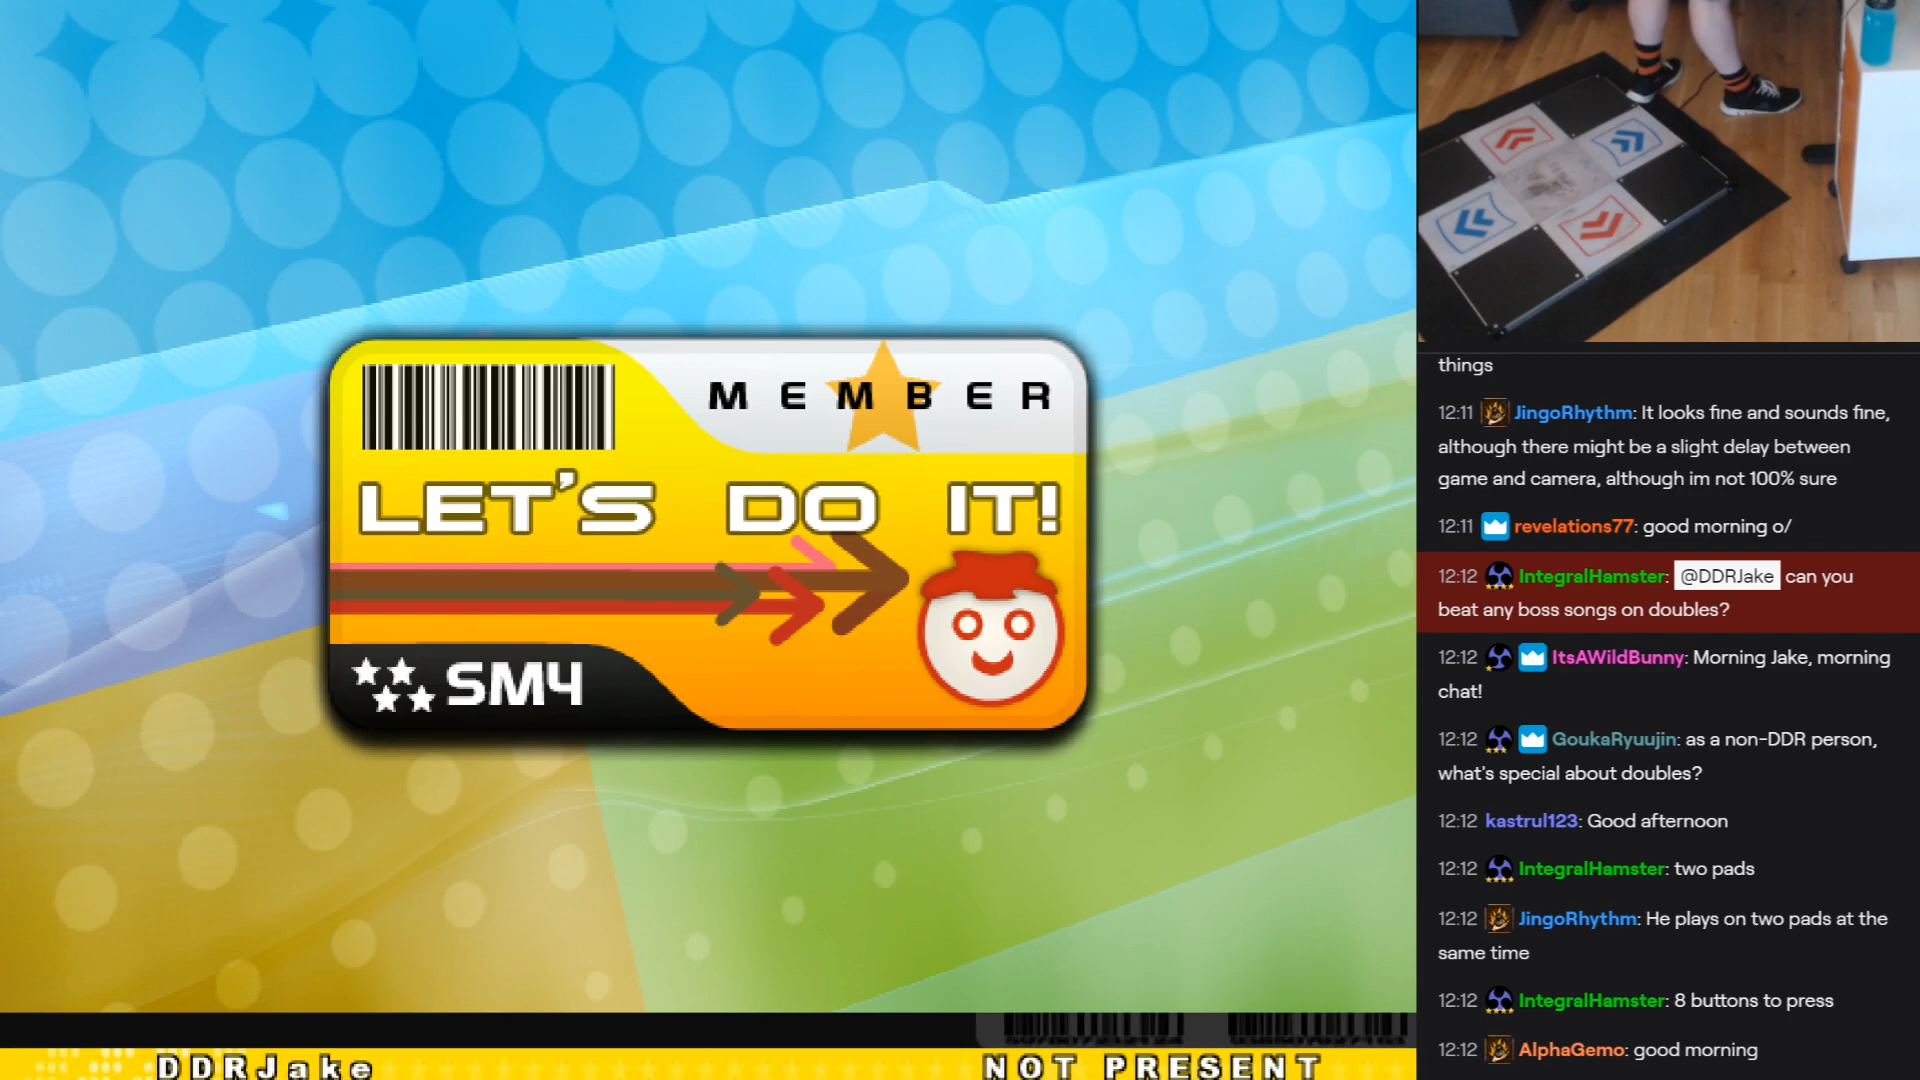 MEMBER
LET'S DO IT!
SM4
DDRJake
NOT PRESENT
things
12:11 JingoRhythm: It looks fine and sounds fine,
although there might be a slight delay between
game and camera, although im not 100% sure
12:11 revelations77: good morning o/
12:12 IntegralHamster: @DDRJake can you
beat any boss songs on doubles?
12:12 ItsAWildBunny: Morning Jake, morning
chat!
12:12 GoukaRyuujin: as a non-DDR person,
what's special about doubles?
12:12 kastrul123: Good afternoon
12:12 IntegralHamster: two pads
12:12 JingoRhythm: He plays on two pads at the
same time
12:12 IntegralHamster: 8 buttons to press
12:12 AlphaGemo: good morning